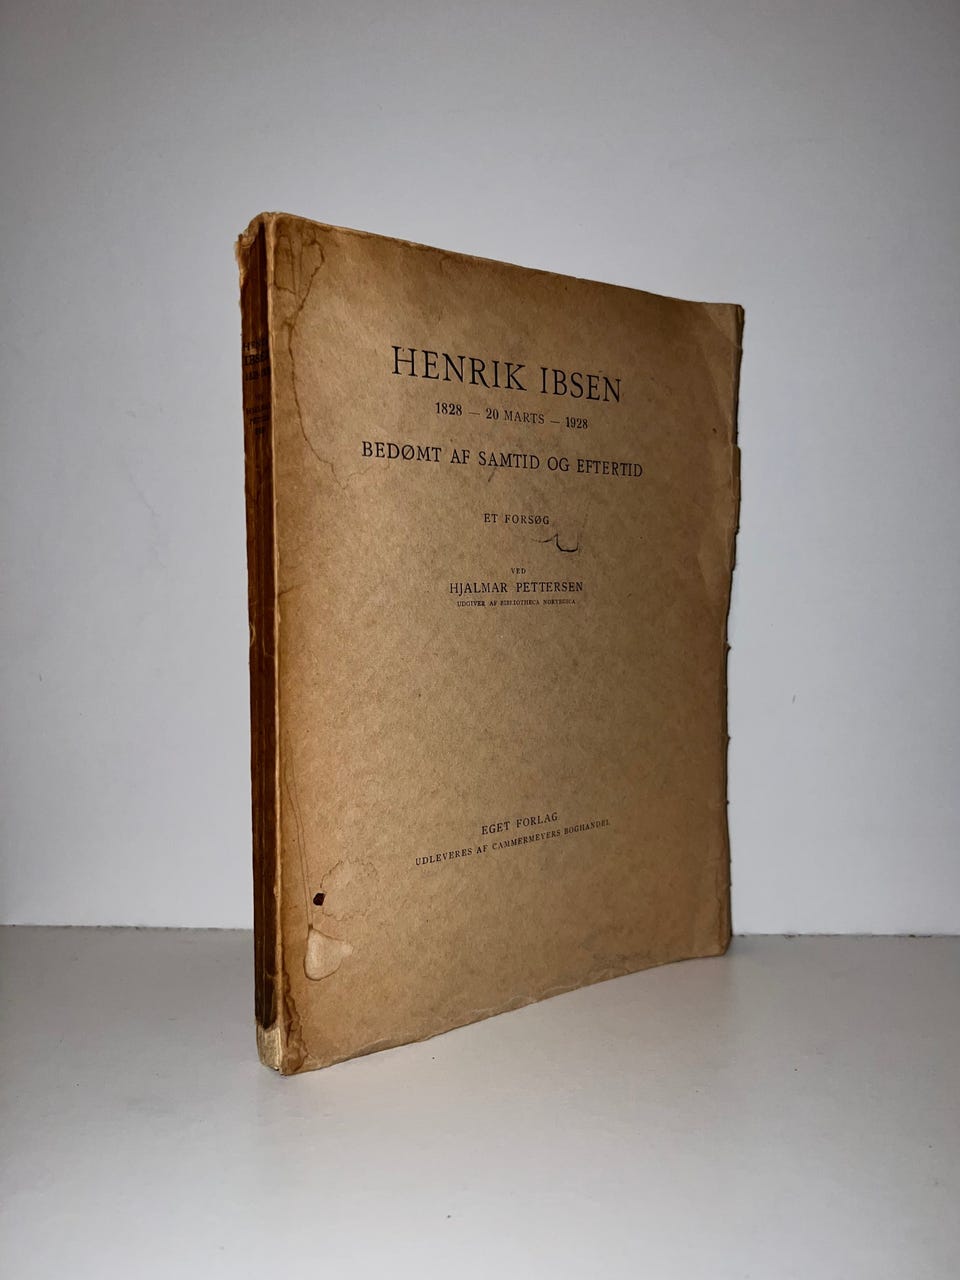 HENRIK IBSEN
1828 — 20 MARTS — 1928
BEDØMT AF SAMTID OG EFTERTID
ET FORSØG
VED
HJALMAR PETTERSEN
UDGIVER AF BIBLIOTHECA NORVEGICA
EGET FORLAG
UDLEVERES AF CAMMERMEYERS BOGHANDEL